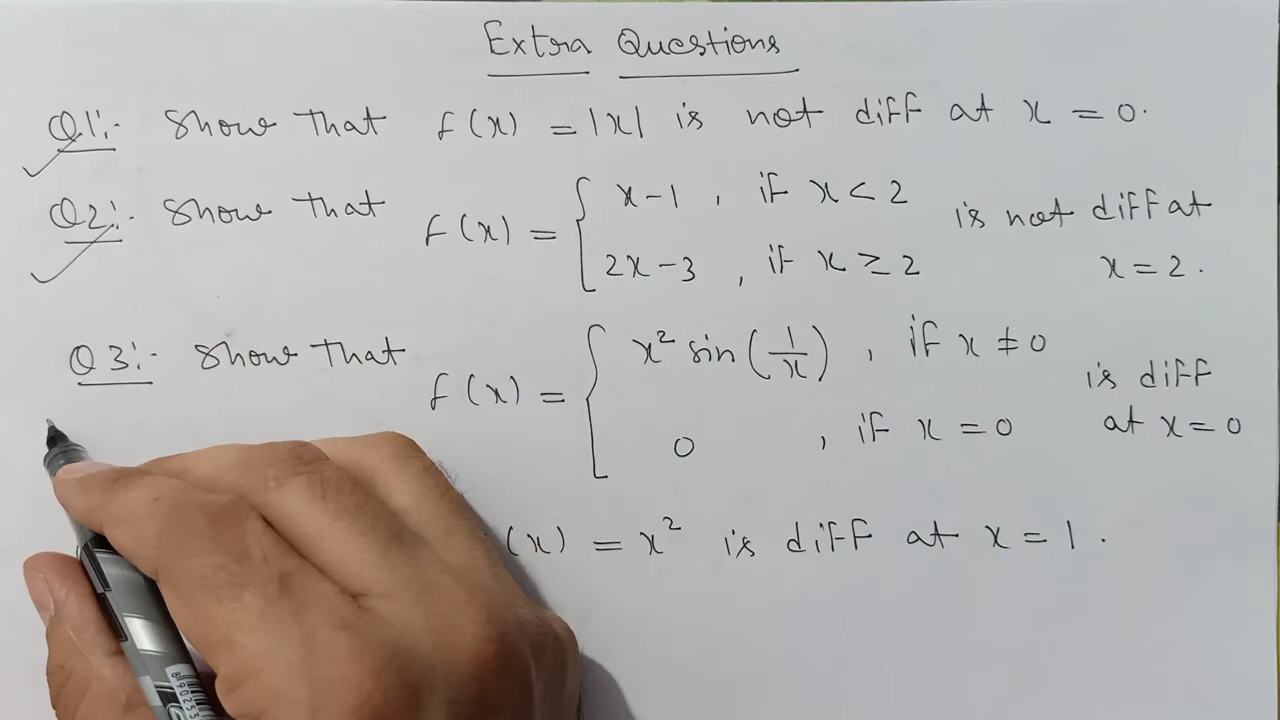 Extra Questions
Q1:- Show that f(x) = |x| is not diff at x = 0.
Q2:- Show that f(x) = { x-1 , if x < 2 is not diff at
2x-3 , if x ≥ 2 x = 2.
Q3:- Show that f(x) = { x² sin(1/x) , if x ≠ 0 is diff
0 , if x = 0 at x = 0
(x) = x² is diff at x = 1.